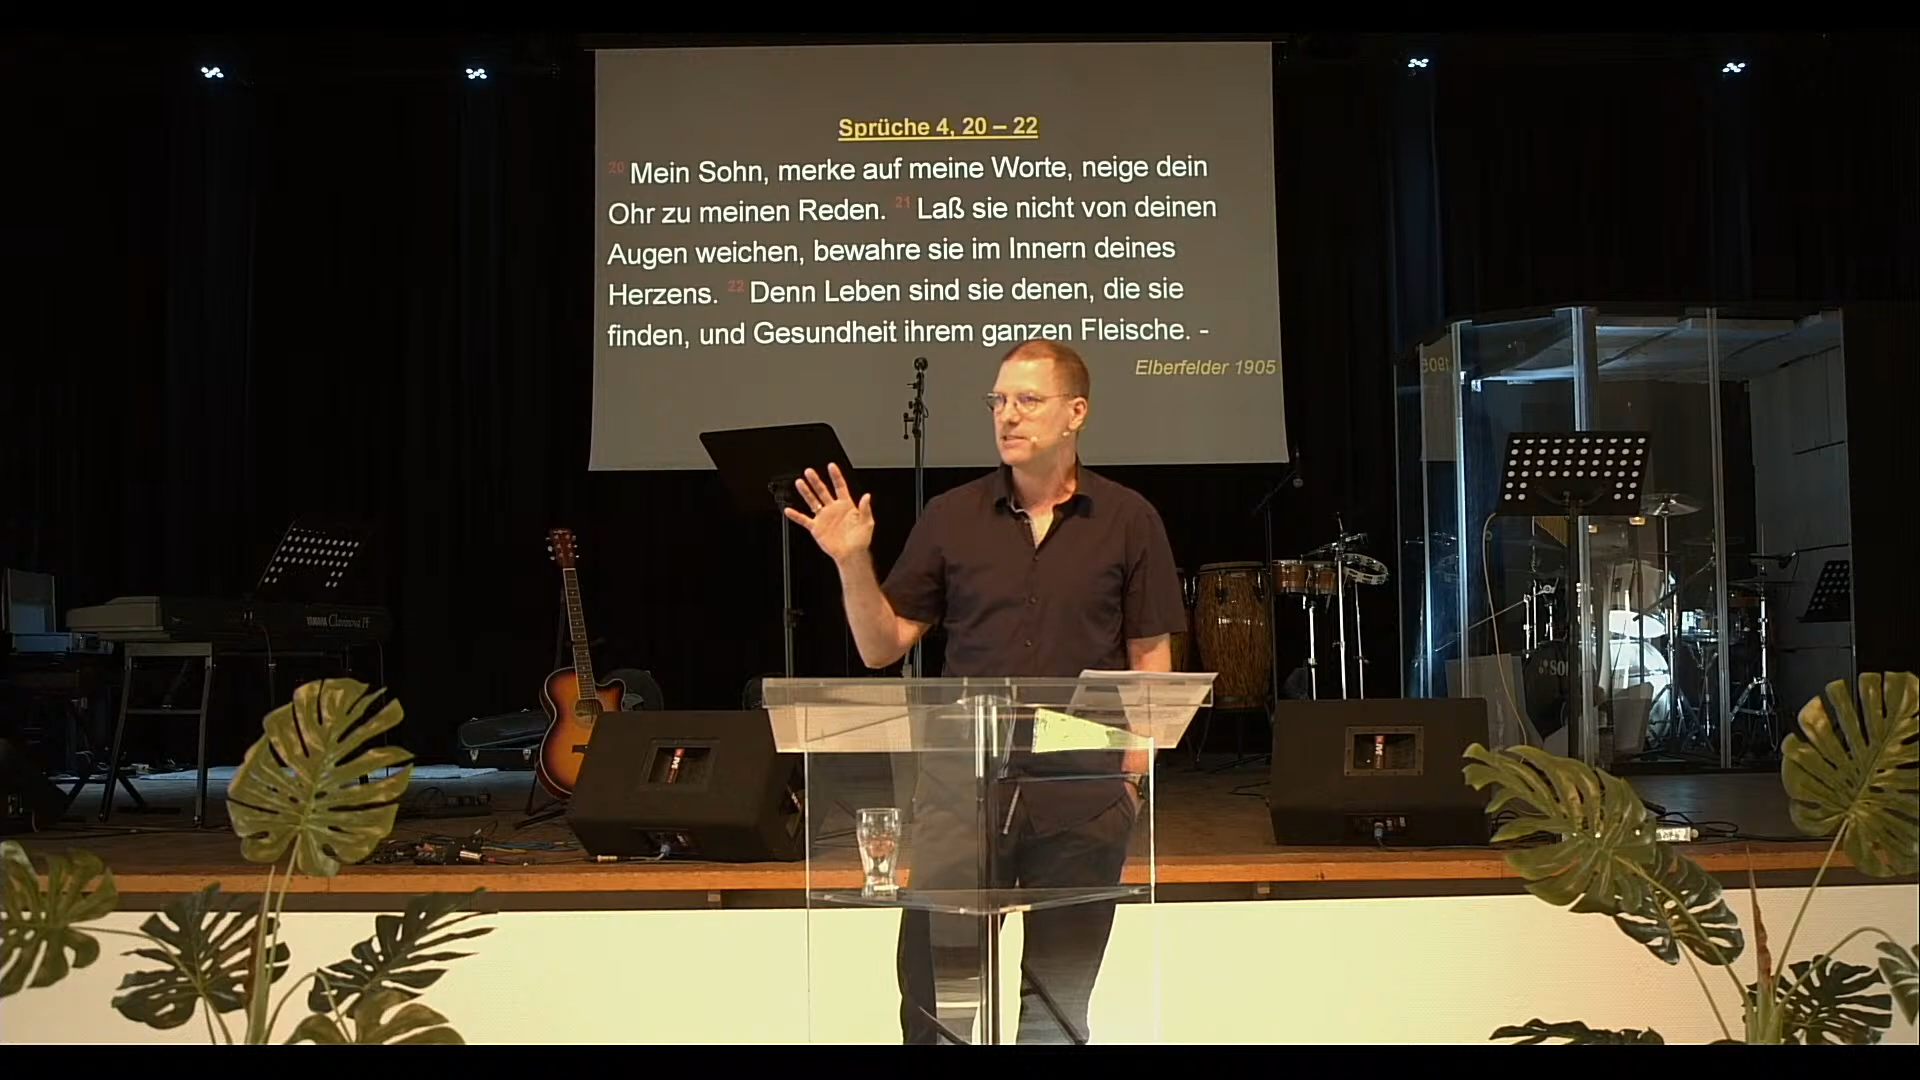 Sprüche 4, 20 – 22
20 Mein Sohn, merke auf meine Worte, neige dein
Ohr zu meinen Reden. 21 Laß sie nicht von deinen
Augen weichen, bewahre sie im Innern deines
Herzens. 22 Denn Leben sind sie denen, die sie
finden, und Gesundheit ihrem ganzen Fleische. -
Elberfelder 1905
1905
YAMAHA Clavinova PF